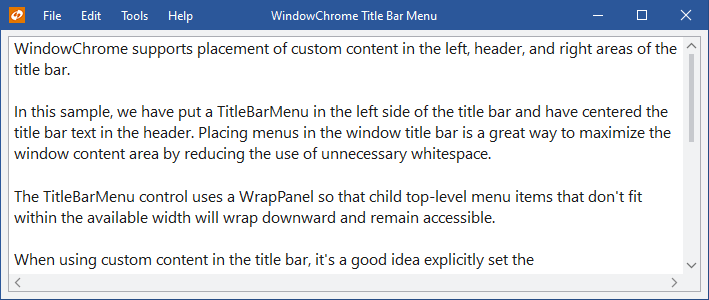 File Edit Tools Help WindowChrome Title Bar Menu
WindowChrome supports placement of custom content in the left, header, and right areas of the
title bar.
In this sample, we have put a TitleBarMenu in the left side of the title bar and have centered the
title bar text in the header. Placing menus in the window title bar is a great way to maximize the
window content area by reducing the use of unnecessary whitespace.
The TitleBarMenu control uses a WrapPanel so that child top-level menu items that don't fit
within the available width will wrap downward and remain accessible.
When using custom content in the title bar, it's a good idea explicitly set the